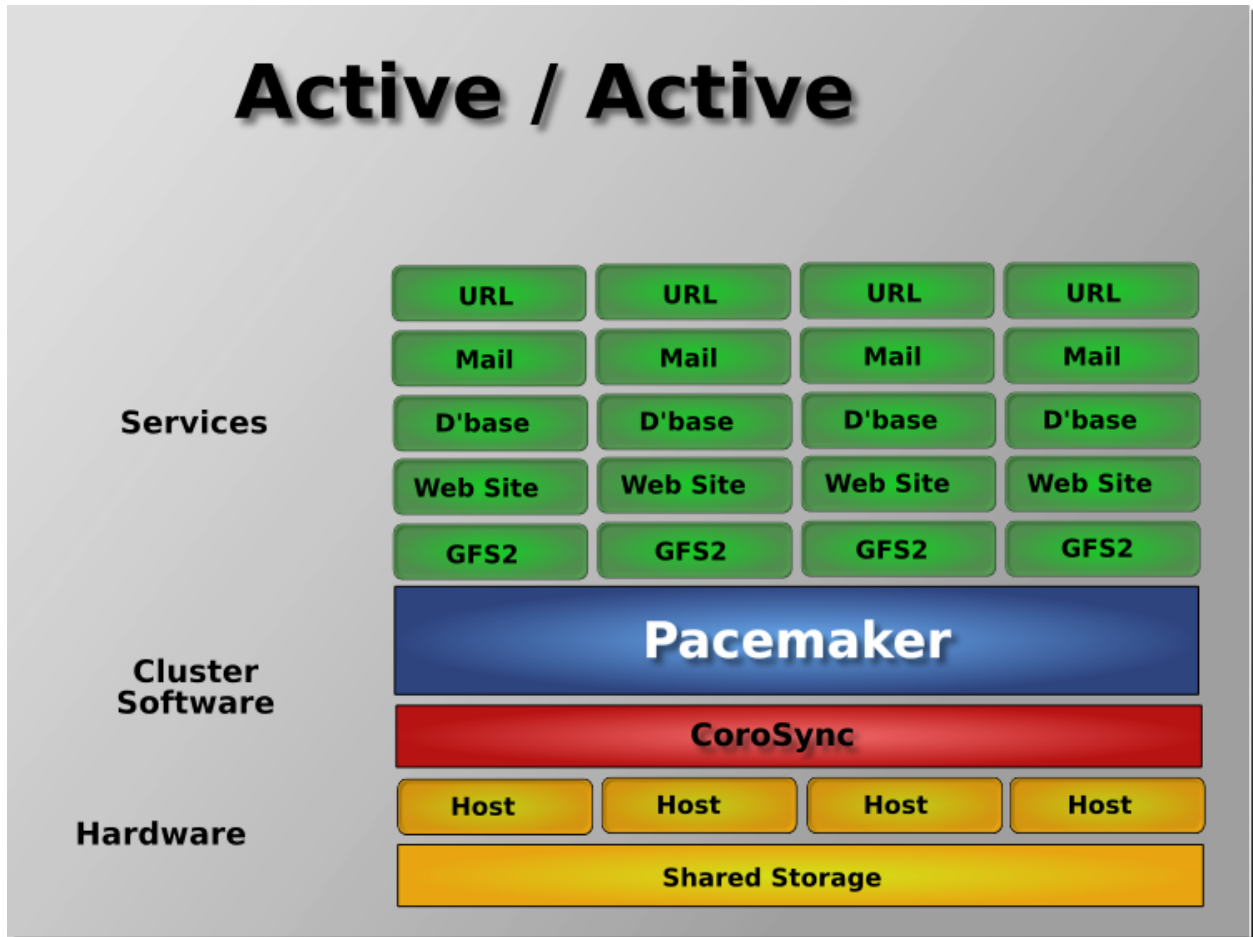 Active / Active
URL URL URL URL
Mail Mail Mail Mail
Services
D'base D'base D'base D'base
Web Site Web Site Web Site Web Site
GFS2 GFS2 GFS2 GFS2
Cluster
Software
Pacemaker
CoroSync
Hardware
Host Host Host Host
Shared Storage